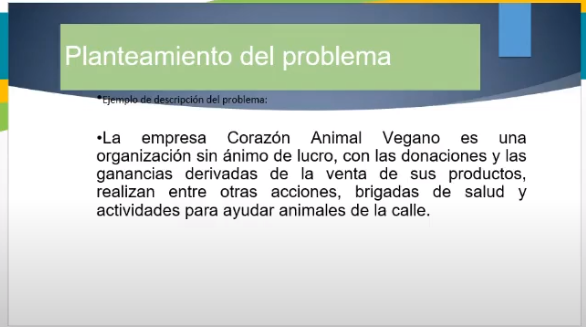 Planteamiento del problema
•Ejemplo de descripción del problema:
•La empresa Corazón Animal Vegano es una
organización sin ánimo de lucro, con las donaciones y las
ganancias derivadas de la venta de sus productos,
realizan entre otras acciones, brigadas de salud y
actividades para ayudar animales de la calle.